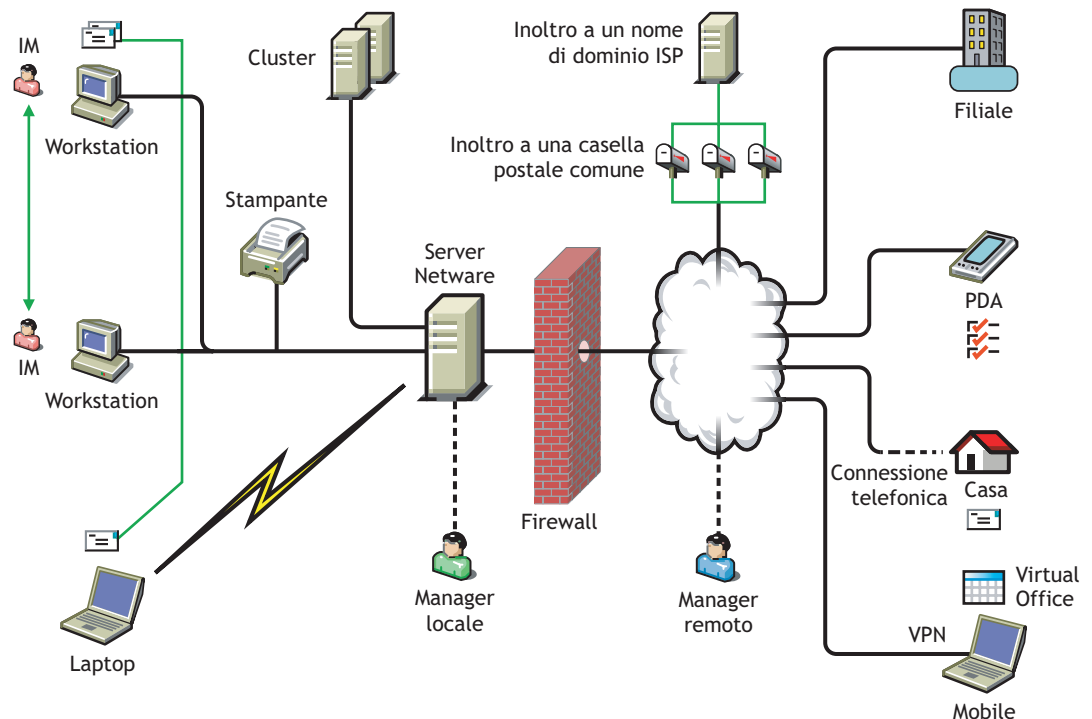 IM
Workstation
Cluster
Inoltro a un nome
di dominio ISP
Filiale
Inoltro a una casella
postale comune
Stampante
Server
Netware
PDA
IM
Workstation
Connessione
telefonica
Casa
Firewall
Manager
locale
Manager
remoto
Virtual
Office
VPN
Laptop
Mobile